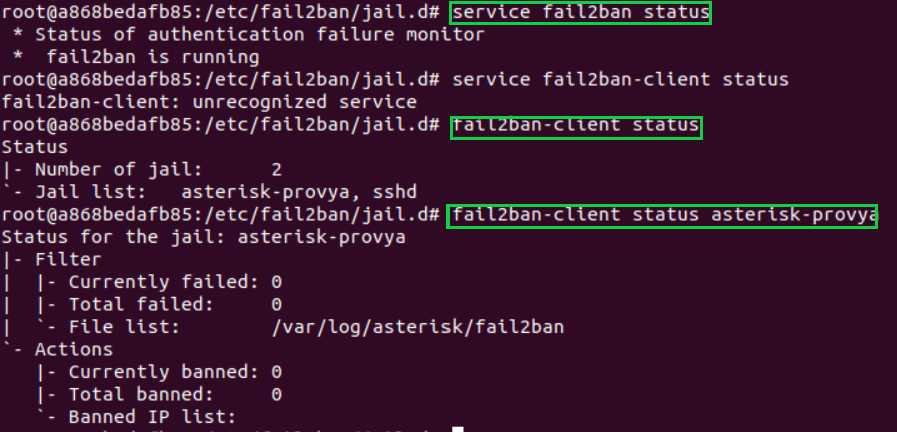 root@a868bedafb85:/etc/fail2ban/jail.d# service fail2ban status
 * Status of authentication failure monitor
 *  fail2ban is running
root@a868bedafb85:/etc/fail2ban/jail.d# service fail2ban-client status
fail2ban-client: unrecognized service
root@a868bedafb85:/etc/fail2ban/jail.d# fail2ban-client status
Status
|- Number of jail:      2
`- Jail list:   asterisk-provya, sshd
root@a868bedafb85:/etc/fail2ban/jail.d# fail2ban-client status asterisk-provya
Status for the jail: asterisk-provya
|- Filter
|  |- Currently failed: 0
|  |- Total failed:     0
|  `- File list:        /var/log/asterisk/fail2ban
`- Actions
   |- Currently banned: 0
   |- Total banned:     0
   `- Banned IP list: